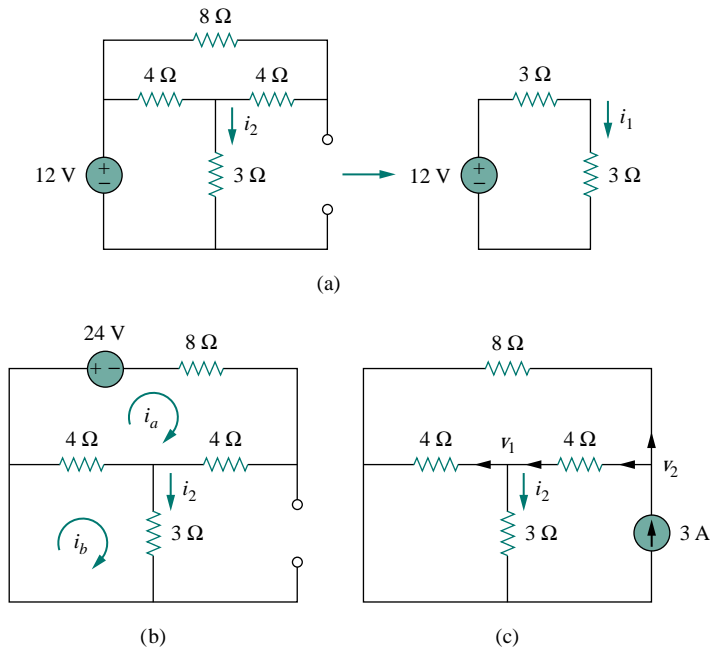 8 Ω
4 Ω 4 Ω 3 Ω
i2 i1
12 V + − 3 Ω 12 V + − 3 Ω
(a)
24 V
+ − 8 Ω 8 Ω
ia
4 Ω 4 Ω 4 Ω v1 4 Ω
v2
i2 i2
ib 3 Ω 3 Ω 3 A
(b) (c)